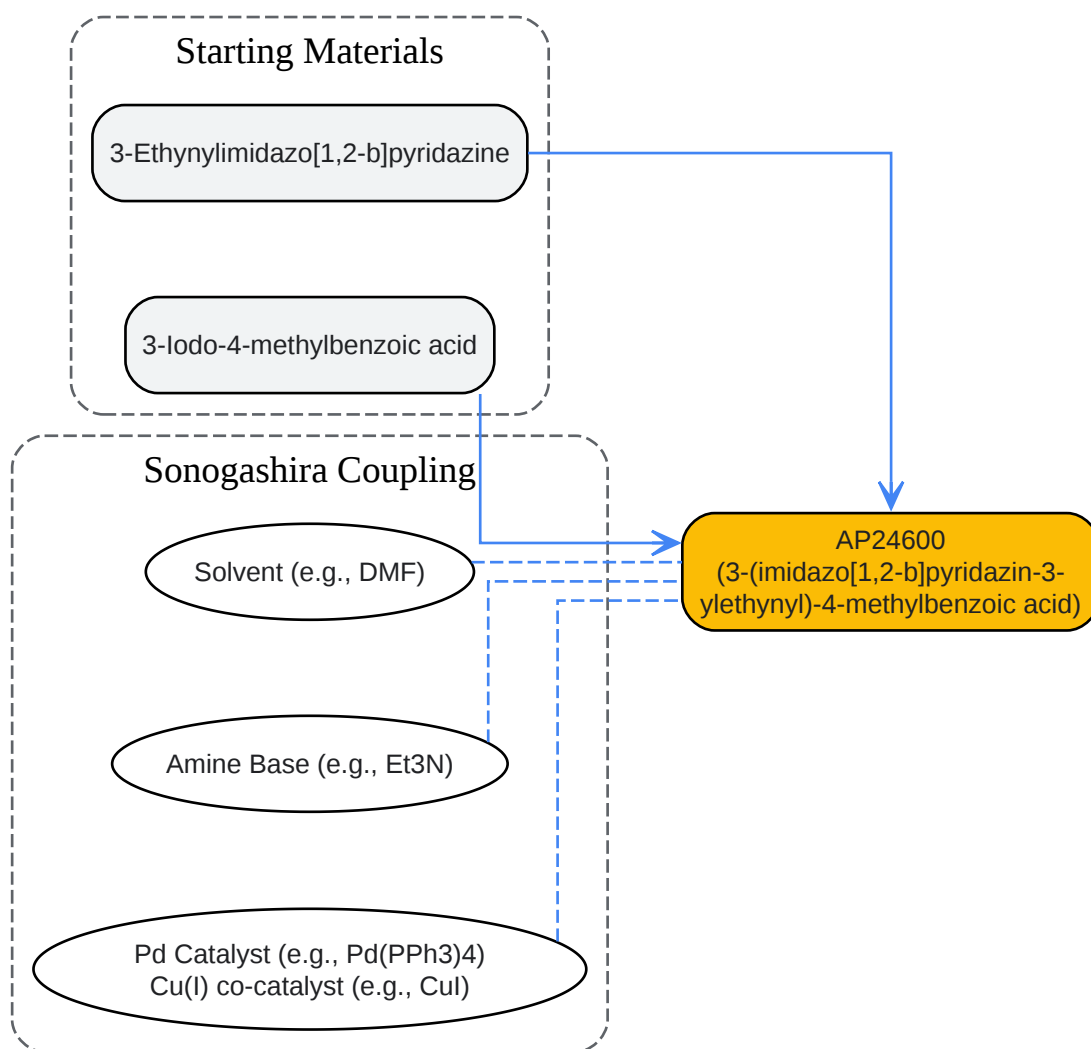 Starting Materials
3-Ethynylimidazo[1,2-b]pyridazine
3-Iodo-4-methylbenzoic acid
Sonogashira Coupling
Solvent (e.g., DMF)
Amine Base (e.g., Et3N)
Pd Catalyst (e.g., Pd(PPh3)4)
Cu(I) co-catalyst (e.g., CuI)
AP24600
(3-(imidazo[1,2-b]pyridazin-3-
ylethynyl)-4-methylbenzoic acid)